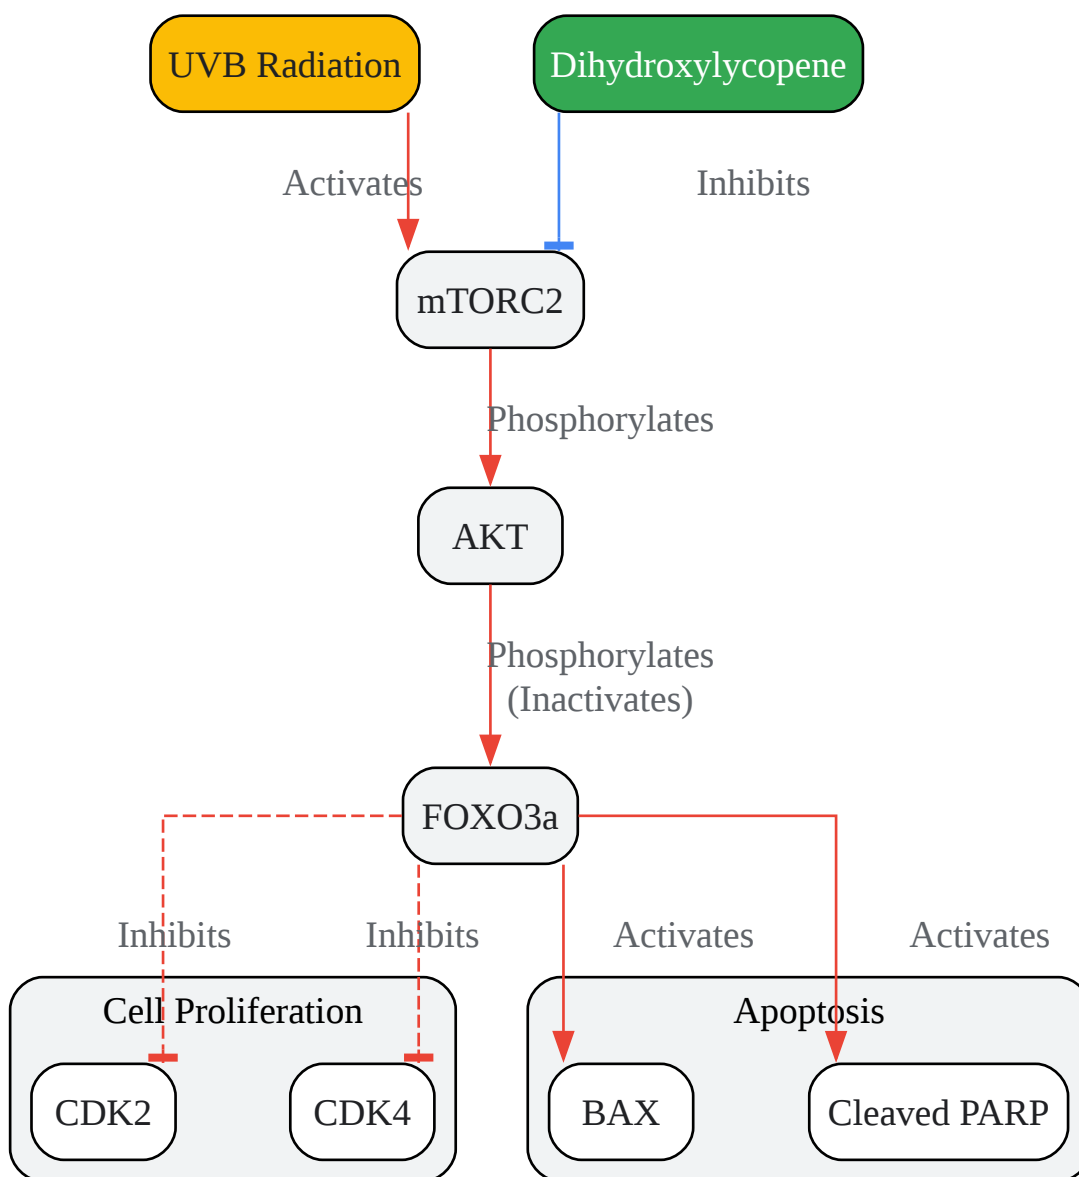 UVB Radiation
Dihydroxylycopene
Activates
Inhibits
mTORC2
Phosphorylates
AKT
Phosphorylates
(Inactivates)
FOXO3a
Inhibits
Inhibits
Activates
Activates
Cell Proliferation
Apoptosis
CDK2
CDK4
BAX
Cleaved PARP